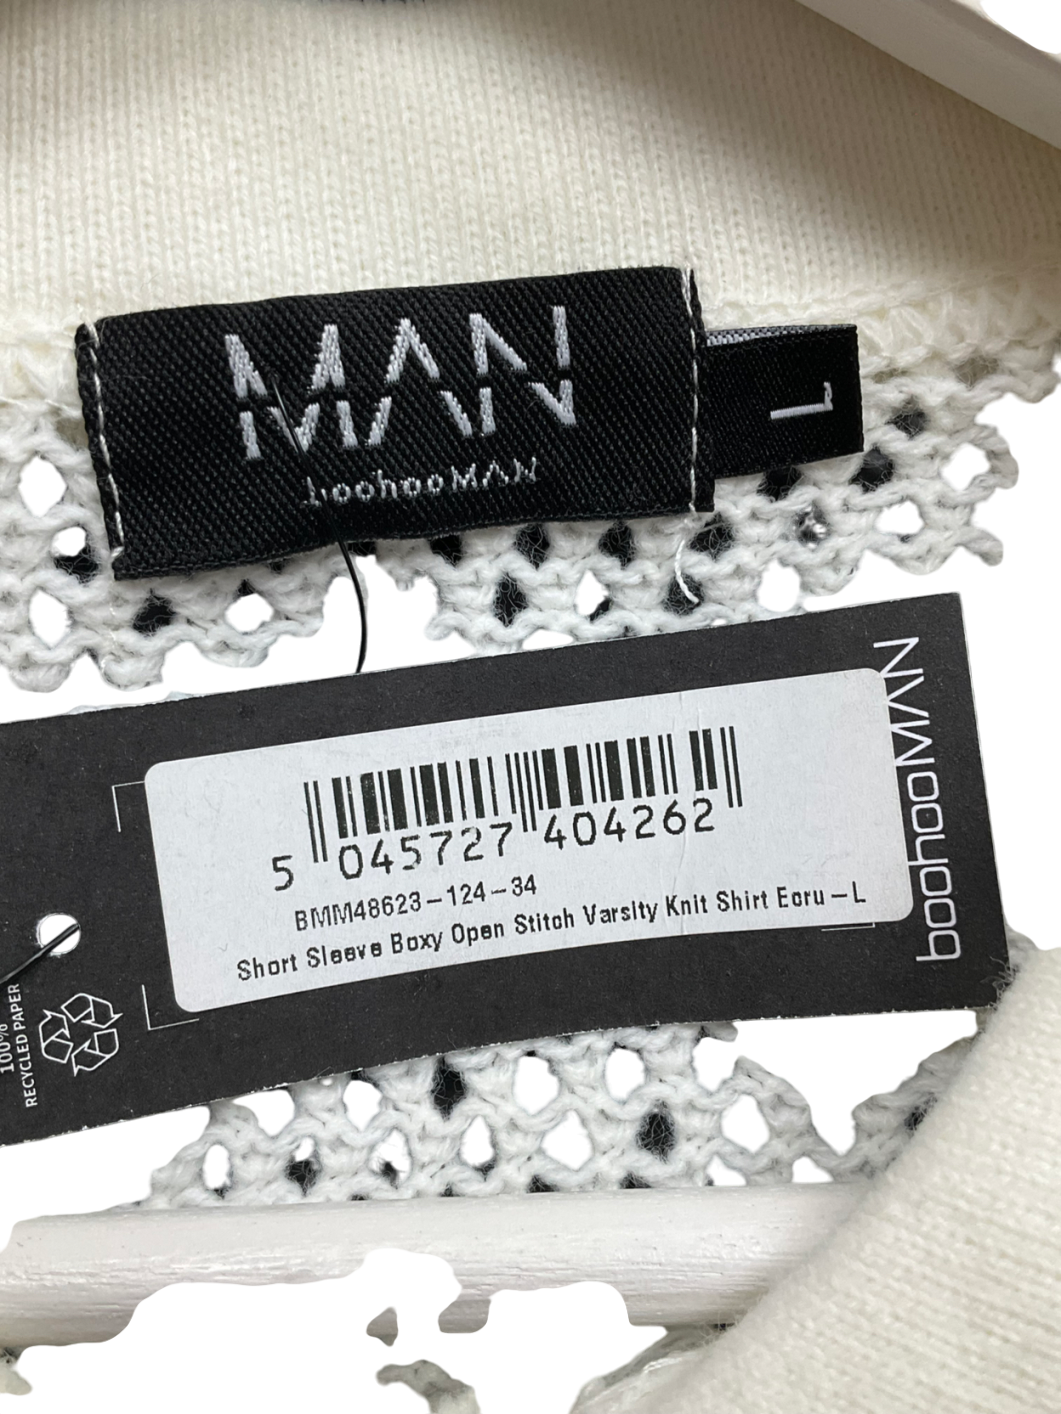 MAN
boohooMAN
L
boohooMAN
5 045727 404262
BMM48623-124-34
Short Sleeve Boxy Open Stitch Varsity Knit Shirt Ecru - L
100%
RECYCLED PAPER